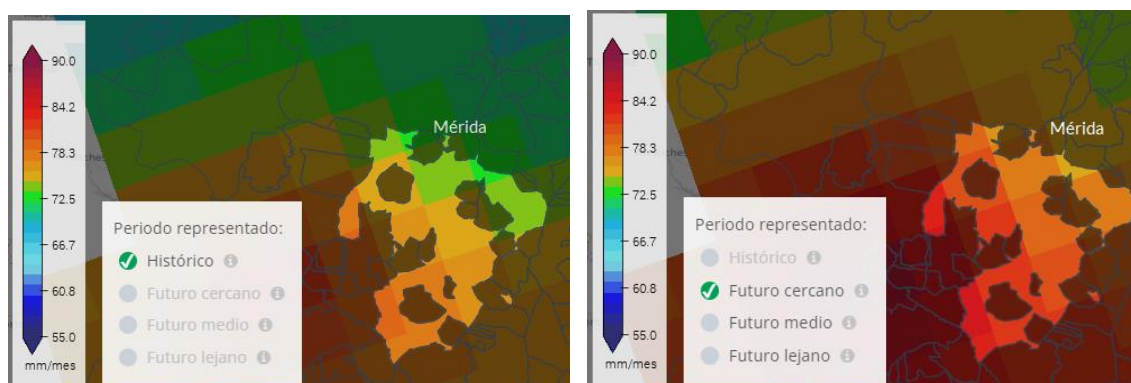 90.0
84.2
78.3
72.5
66.7
60.8
55.0
mm/mes
Mérida
Periodo representado:
Histórico
Futuro cercano
Futuro medio
Futuro lejano
90.0
84.2
78.3
72.5
66.7
60.8
55.0
mm/mes
Mérida
Periodo representado:
Histórico
Futuro cercano
Futuro medio
Futuro lejano